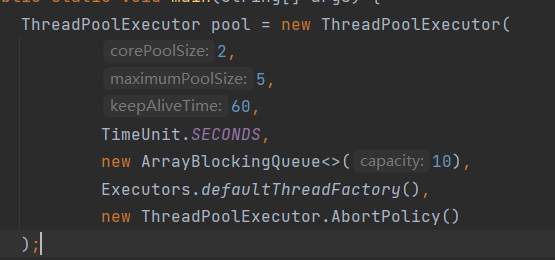 public static void main(String[] args) {
ThreadPoolExecutor pool = new ThreadPoolExecutor(
corePoolSize: 2,
maximumPoolSize: 5,
keepAliveTime: 60,
TimeUnit.SECONDS,
new ArrayBlockingQueue<>( capacity: 10),
Executors.defaultThreadFactory(),
new ThreadPoolExecutor.AbortPolicy()
);